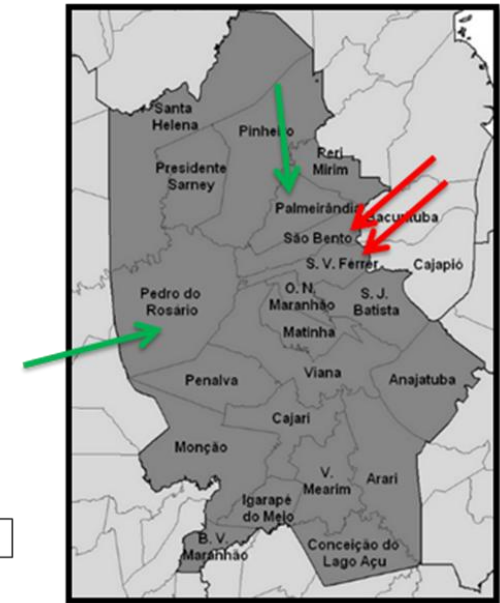 Santa
Helena
Pinheiro
Peri
Mirim
Presidente
Sarney
Palmeirândia
Bacurituba
São Bento
S. V. Ferrer
Cajapió
Pedro do
Rosário
O. N.
Maranhão
S. J.
Batista
Matinha
Viana
Penalva
Anajatuba
Cajari
Monção
V.
Mearim
Arari
Igarapé
do Meio
B. V.
Maranhão
Conceição do
Lago Açu